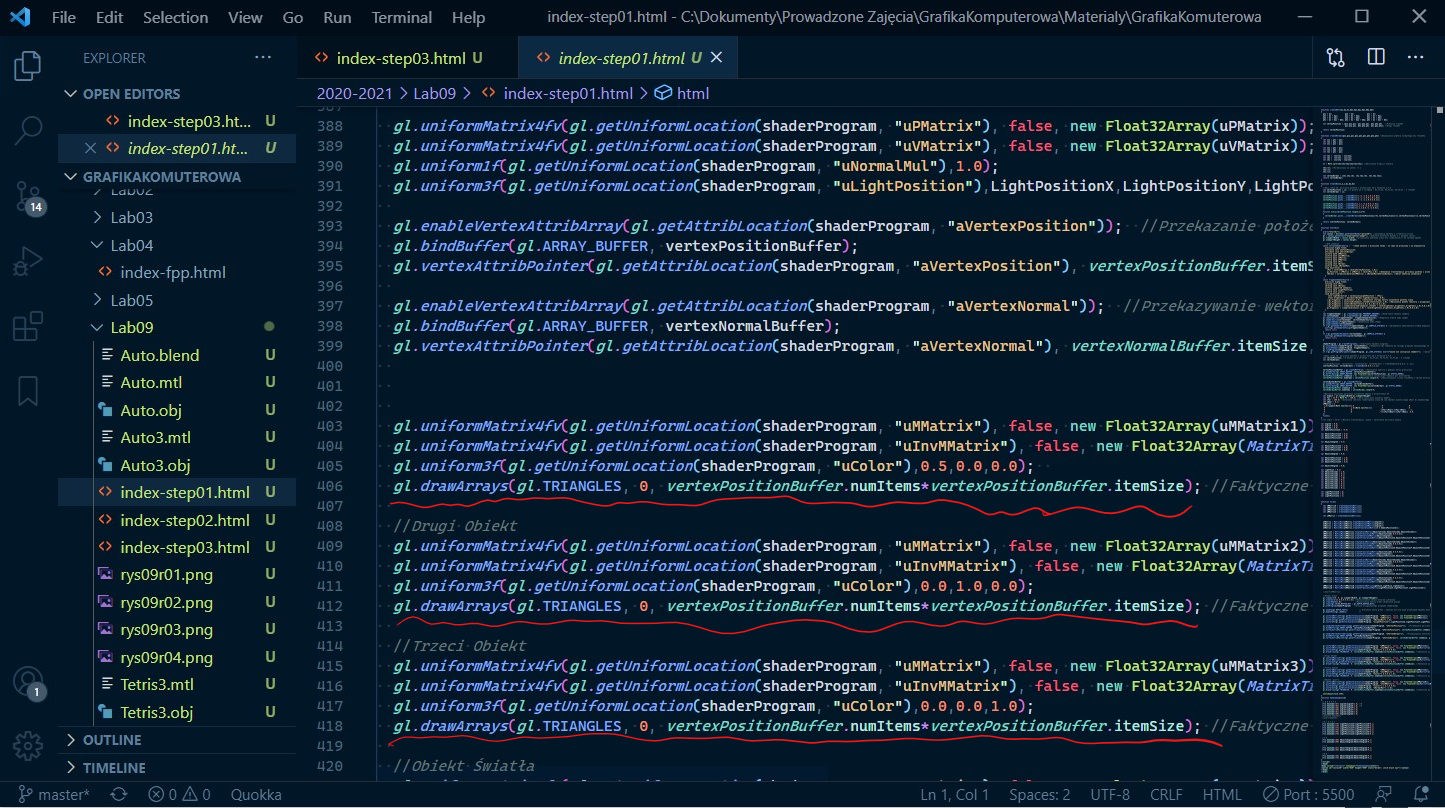 File Edit Selection View Go Run Terminal Help
index-step01.html - C:\Dokumenty\Prowadzone Zajęcia\GrafikaKomputerowa\Materialy\GrafikaKomuterowa
EXPLORER ···
index-step03.html U
index-step01.html U
OPEN EDITORS
index-step03.ht... U
index-step01.ht... U
GRAFIKAKOMUTEROWA
Lab02
Lab03
Lab04
index-fpp.html
Lab05
Lab09
Auto.blend U
Auto.mtl U
Auto.obj U
Auto3.mtl U
Auto3.obj U
index-step01.html U
index-step02.html U
index-step03.html U
rys09r01.png U
rys09r02.png U
rys09r03.png U
rys09r04.png U
Tetris3.mtl U
Tetris3.obj U
OUTLINE
TIMELINE
14
1
2020-2021 > Lab09 > index-step01.html > html
387
388 gl.uniformMatrix4fv(gl.getUniformLocation(shaderProgram, "uPMatrix"), false, new Float32Array(uPMatrix));
389 gl.uniformMatrix4fv(gl.getUniformLocation(shaderProgram, "uVMatrix"), false, new Float32Array(uVMatrix));
390 gl.uniform1f(gl.getUniformLocation(shaderProgram, "uNormalMul"),1.0);
391 gl.uniform3f(gl.getUniformLocation(shaderProgram, "uLightPosition"),LightPositionX,LightPositionY,LightPo
392
393 gl.enableVertexAttribArray(gl.getAttribLocation(shaderProgram, "aVertexPosition")); //Przekazanie położe
394 gl.bindBuffer(gl.ARRAY_BUFFER, vertexPositionBuffer);
395 gl.vertexAttribPointer(gl.getAttribLocation(shaderProgram, "aVertexPosition"), vertexPositionBuffer.itemS
396
397 gl.enableVertexAttribArray(gl.getAttribLocation(shaderProgram, "aVertexNormal")); //Przekazywanie wekto
398 gl.bindBuffer(gl.ARRAY_BUFFER, vertexNormalBuffer);
399 gl.vertexAttribPointer(gl.getAttribLocation(shaderProgram, "aVertexNormal"), vertexNormalBuffer.itemSize,
400
401
402
403 gl.uniformMatrix4fv(gl.getUniformLocation(shaderProgram, "uMMatrix"), false, new Float32Array(uMMatrix1))
404 gl.uniformMatrix4fv(gl.getUniformLocation(shaderProgram, "uInvMMatrix"), false, new Float32Array(MatrixTr
405 gl.uniform3f(gl.getUniformLocation(shaderProgram, "uColor"),0.5,0.0,0.0);
406 gl.drawArrays(gl.TRIANGLES, 0, vertexPositionBuffer.numItems*vertexPositionBuffer.itemSize); //Faktyczne
407
408 //Drugi Obiekt
409 gl.uniformMatrix4fv(gl.getUniformLocation(shaderProgram, "uMMatrix"), false, new Float32Array(uMMatrix2))
410 gl.uniformMatrix4fv(gl.getUniformLocation(shaderProgram, "uInvMMatrix"), false, new Float32Array(MatrixTr
411 gl.uniform3f(gl.getUniformLocation(shaderProgram, "uColor"),0.0,1.0,0.0);
412 gl.drawArrays(gl.TRIANGLES, 0, vertexPositionBuffer.numItems*vertexPositionBuffer.itemSize); //Faktyczne
413
414 //Trzeci Obiekt
415 gl.uniformMatrix4fv(gl.getUniformLocation(shaderProgram, "uMMatrix"), false, new Float32Array(uMMatrix3))
416 gl.uniformMatrix4fv(gl.getUniformLocation(shaderProgram, "uInvMMatrix"), false, new Float32Array(MatrixTr
417 gl.uniform3f(gl.getUniformLocation(shaderProgram, "uColor"),0.0,0.0,1.0);
418 gl.drawArrays(gl.TRIANGLES, 0, vertexPositionBuffer.numItems*vertexPositionBuffer.itemSize); //Faktyczne
419
420 //Obiekt Światła
master* 0 0 Quokka Ln 1, Col 1 Spaces: 2 UTF-8 CRLF HTML Port : 5500